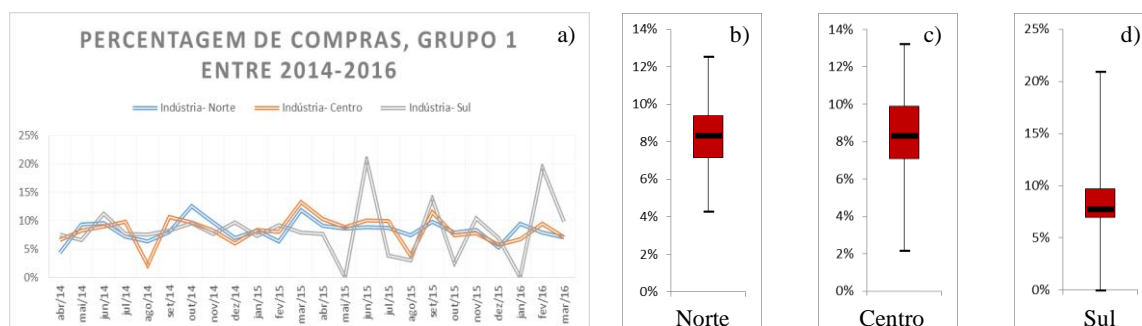 PERCENTAGEM DE COMPRAS, GRUPO 1
ENTRE 2014-2016
a)
Indústria- Norte
Indústria- Centro
Indústria- Sul
25%
20%
15%
10%
5%
0%
abr/14
mai/14
jun/14
jul/14
ago/14
set/14
out/14
nov/14
dez/14
jan/15
fev/15
mar/15
abr/15
mai/15
jun/15
jul/15
ago/15
set/15
out/15
nov/15
dez/15
jan/16
fev/16
mar/16
b)
14%
12%
10%
8%
6%
4%
2%
0%
Norte
c)
14%
12%
10%
8%
6%
4%
2%
0%
Centro
d)
25%
20%
15%
10%
5%
0%
Sul